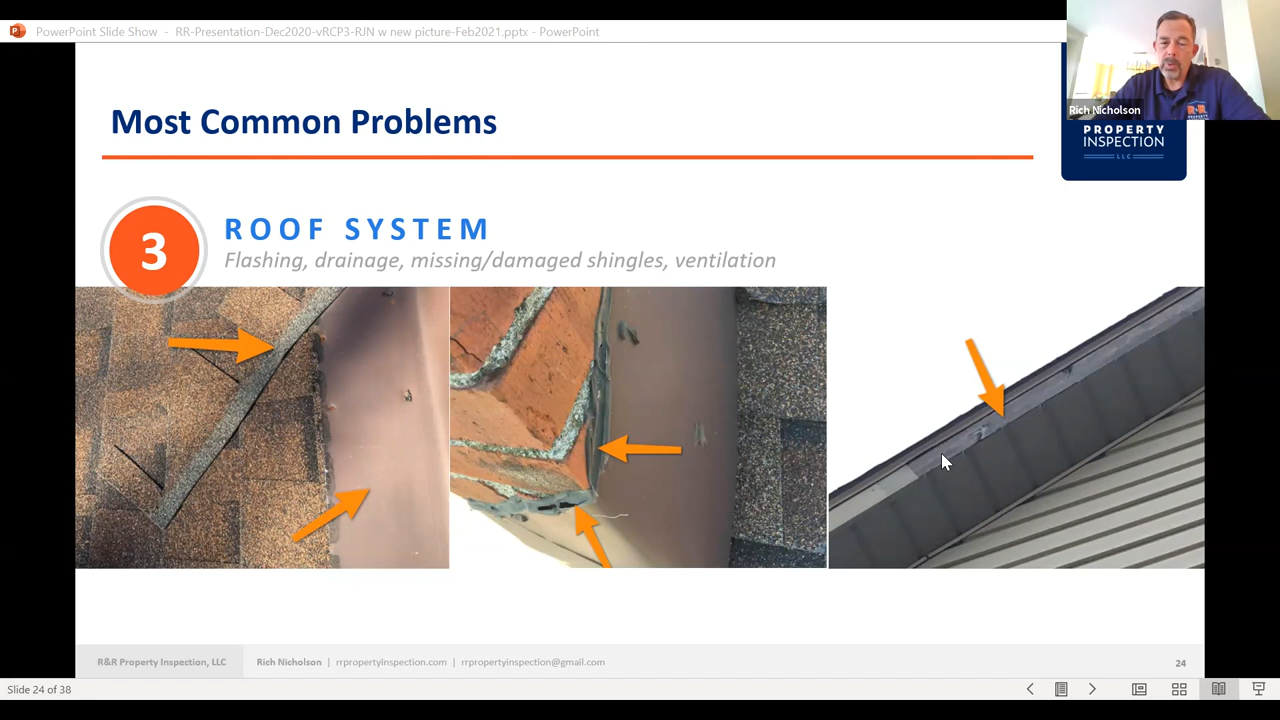 PowerPoint Slide Show - RR-Presentation-Dec2020-vRCP3-RJN w new picture-Feb2021.pptx - PowerPoint
Rich Nicholson
R&R
PROPERTY
INSPECTION
LLC
Most Common Problems
3
ROOF SYSTEM
Flashing, drainage, missing/damaged shingles, ventilation
R&R Property Inspection, LLC
Rich Nicholson | rrpropertyinspection.com | rrpropertyinspection@gmail.com
24
Slide 24 of 38